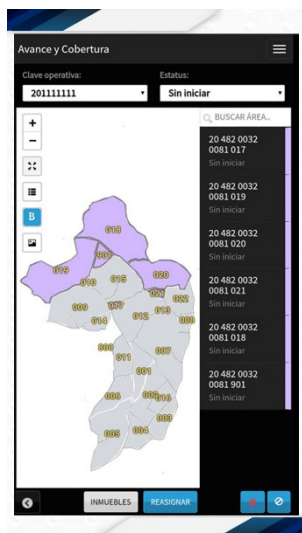 Avance y Cobertura
Clave operativa:
Estatus:
201111111
Sin iniciar
BUSCAR ÁREA..
+
−
B
20 482 0032
0081 017
Sin iniciar
20 482 0032
0081 019
Sin iniciar
20 482 0032
0081 020
Sin iniciar
20 482 0032
0081 021
Sin iniciar
20 482 0032
0081 018
Sin iniciar
20 482 0032
0081 901
Sin iniciar
018
901
019
010
015
020
021
022
009
017
014
012
013
008
011
007
001
006
016
003
005
004
INMUEBLES
REASIGNAR